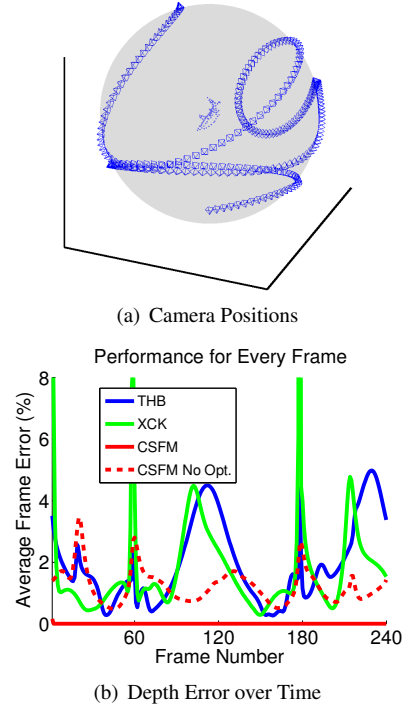 (a) Camera Positions
Performance for Every Frame
Average Frame Error (%)
8
6
4
2
0
THB
XCK
CSFM
CSFM No Opt.
60
120
180
240
Frame Number
(b) Depth Error over Time